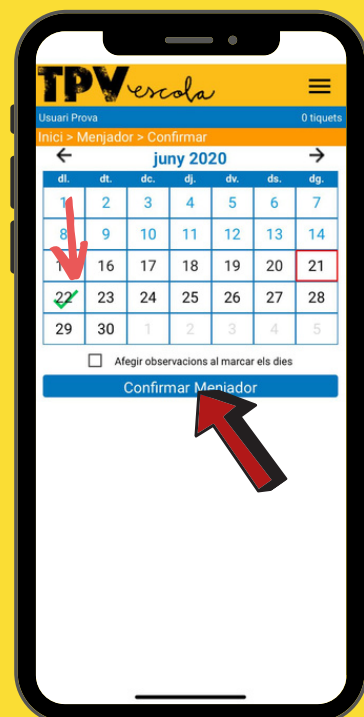 TPV escola
Usuari Prova 0 tiquets
Inici > Menjador > Confirmar
juny 2020
dl. dt. dc. dj. dv. ds. dg.
1 2 3 4 5 6 7
8 9 10 11 12 13 14
16 17 18 19 20 21
22 23 24 25 26 27 28
29 30 1 2 3 4 5
Afegir observacions al marcar els dies
Confirmar Menjador